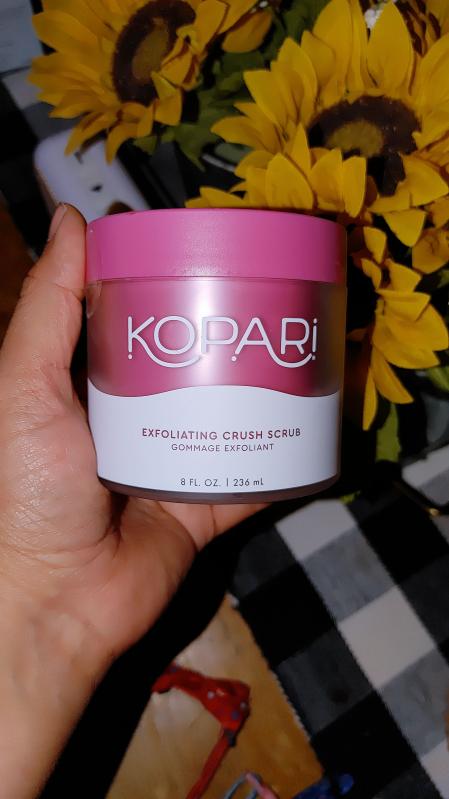 KOPARi
EXFOLIATING CRUSH SCRUB
GOMMAGE EXFOLIANT
8 FL. OZ. | 236 mL